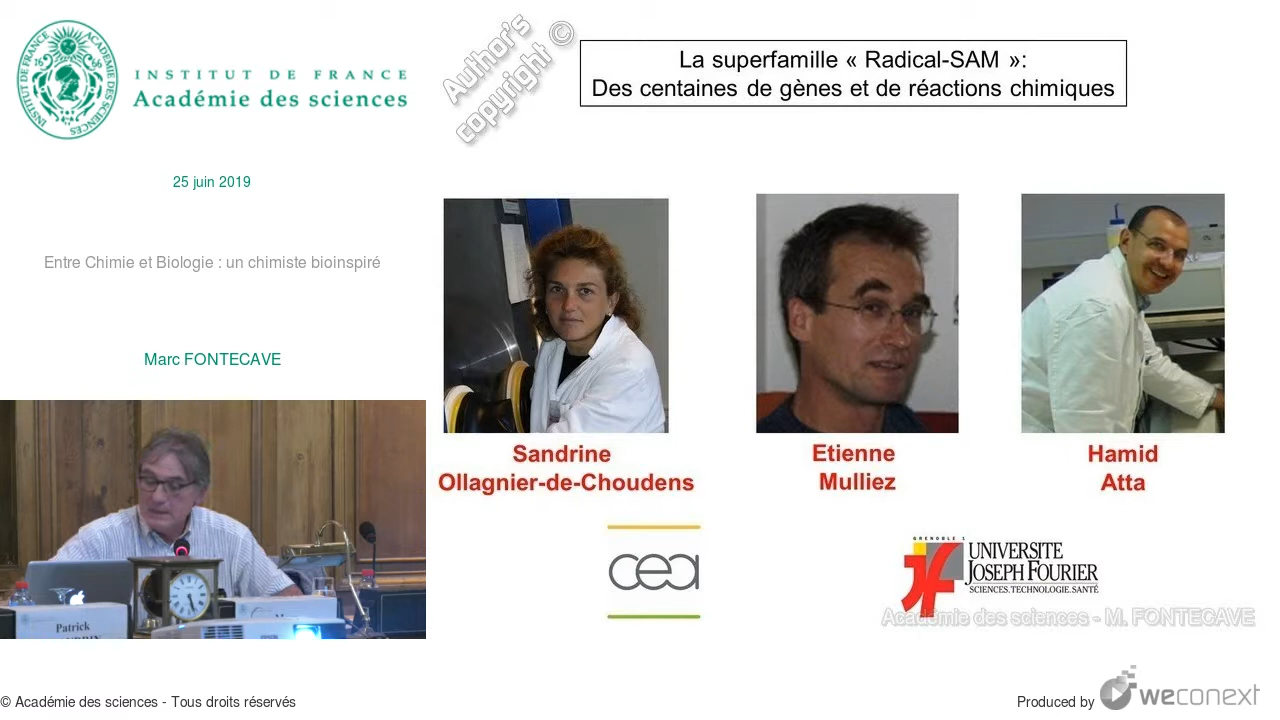 INSTITUT DE FRANCE
Académie des sciences
Author's
copyright ©
La superfamille « Radical-SAM »:
Des centaines de gènes et de réactions chimiques
25 juin 2019
Entre Chimie et Biologie : un chimiste bioinspiré
Marc FONTECAVE
Sandrine
Ollagnier-de-Choudens
Etienne
Mulliez
Hamid
Atta
cea
GRENOBLE 1
UNIVERSITE
JOSEPH FOURIER
SCIENCES.TECHNOLOGIE.SANTÉ
Académie des sciences - M. FONTECAVE
Patrick
© Académie des sciences - Tous droits réservés
Produced by weconext